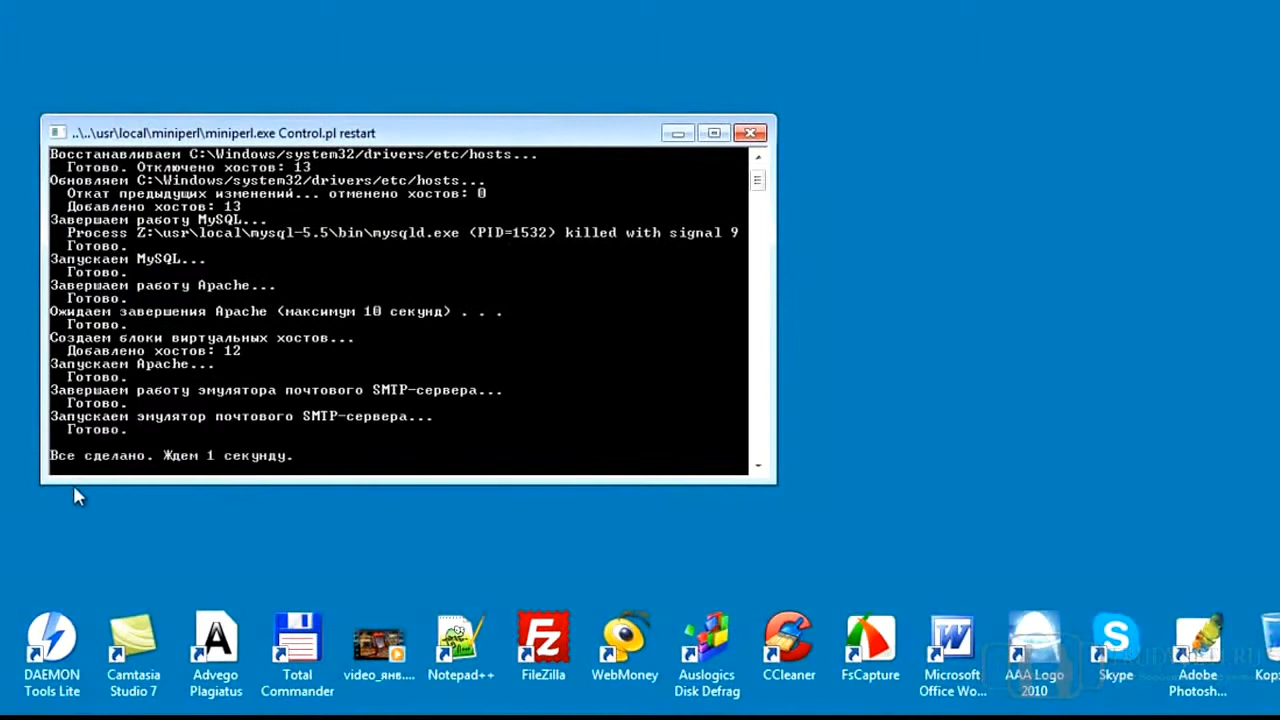 ..\..\usr\local\miniperl\miniperl.exe Control.pl restart
Восстанавливаем C:\Windows/system32/drivers/etc/hosts...
Готово. Отключено хостов: 13
Обновляем C:\Windows/system32/drivers/etc/hosts...
Откат предыдущих изменений... отменено хостов: 0
Добавлено хостов: 13
Завершаем работу MySQL...
Process Z:\usr\local\mysql-5.5\bin\mysqld.exe (PID=1532) killed with signal 9
Готово.
Запускаем MySQL...
Готово.
Завершаем работу Apache...
Готово.
Ожидаем завершения Apache (максимум 10 секунд) . . .
Готово.
Создаем блоки виртуальных хостов...
Добавлено хостов: 12
Запускаем Apache...
Готово.
Завершаем работу эмулятора почтового SMTP-сервера...
Готово.
Запускаем эмулятор почтового SMTP-сервера...
Готово.
Все сделано. Ждем 1 секунду.
DAEMON Tools Lite
Camtasia Studio 7
Advego Plagiatus
Total Commander
video_янв....
Notepad++
FileZilla
WebMoney
Auslogics Disk Defrag
CCleaner
FsCapture
Microsoft Office Wo...
AAA Logo 2010
Skype
Adobe Photosh...
Кор